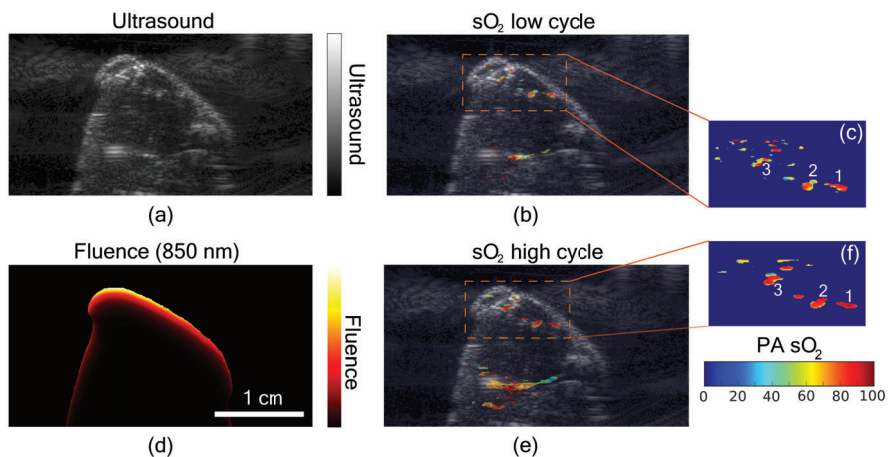 Ultrasound
Ultrasound
(a)
sO₂ low cycle
(b)
(c)
3
2
1
Fluence (850 nm)
Fluence
1 cm
(d)
sO₂ high cycle
(e)
(f)
3
2
1
PA sO₂
0 20 40 60 80 100